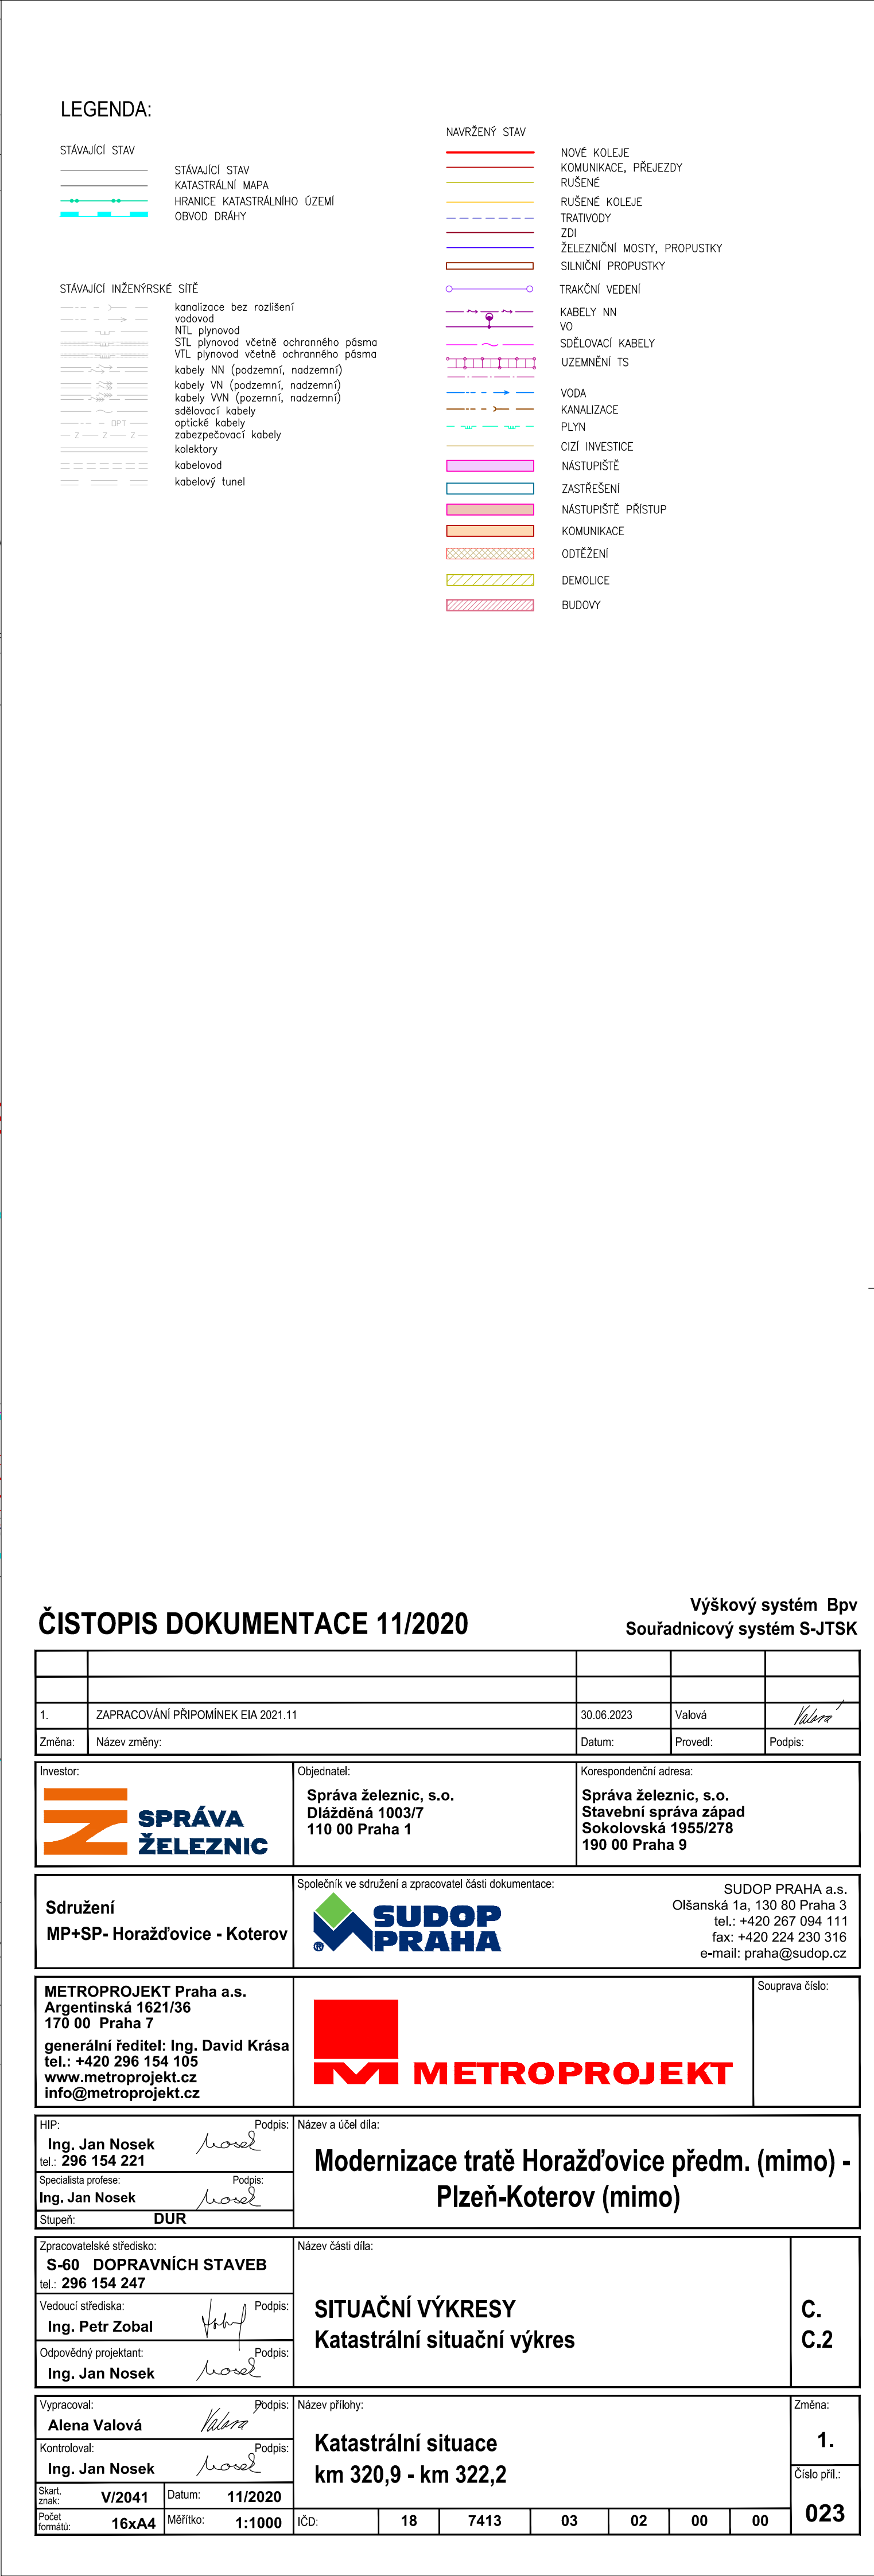 LEGENDA:
STÁVAJÍCÍ STAV
STÁVAJÍCÍ STAV
KATASTRÁLNÍ MAPA
HRANICE KATASTRÁLNÍHO ÚZEMÍ
OBVOD DRÁHY
STÁVAJÍCÍ INŽENÝRSKÉ SÍTĚ
kanalizace bez rozlišení
vodovod
NTL plynovod
STL plynovod včetně ochranného pásma
VTL plynovod včetně ochranného pásma
kabely NN (podzemní, nadzemní)
kabely VN (podzemní, nadzemní)
kabely VVN (pozemní, nadzemní)
sdělovací kabely
OPT optické kabely
Z Z Z zabezpečovací kabely
kolektory
kabelovod
kabelový tunel
NAVRŽENÝ STAV
NOVÉ KOLEJE
KOMUNIKACE, PŘEJEZDY
RUŠENÉ
RUŠENÉ KOLEJE
TRATIVODY
ZDI
ŽELEZNIČNÍ MOSTY, PROPUSTKY
SILNIČNÍ PROPUSTKY
TRAKČNÍ VEDENÍ
KABELY NN
VO
SDĚLOVACÍ KABELY
UZEMNĚNÍ TS
VODA
KANALIZACE
PLYN
CIZÍ INVESTICE
NÁSTUPIŠTĚ
ZASTŘEŠENÍ
NÁSTUPIŠTĚ PŘÍSTUP
KOMUNIKACE
ODTĚŽENÍ
DEMOLICE
BUDOVY
ČISTOPIS DOKUMENTACE 11/2020
Výškový systém Bpv
Souřadnicový systém S-JTSK
1. ZAPRACOVÁNÍ PŘIPOMÍNEK EIA 2021.11 30.06.2023 Valová Valová
Změna: Název změny: Datum: Provedl: Podpis:
Investor:
SPRÁVA
ŽELEZNIC
Objednatel:
Správa železnic, s.o.
Dlážděná 1003/7
110 00 Praha 1
Korespondenční adresa:
Správa železnic, s.o.
Stavební správa západ
Sokolovská 1955/278
190 00 Praha 9
Sdružení
MP+SP- Horažďovice - Koterov
Společník ve sdružení a zpracovatel části dokumentace:
SUDOP
PRAHA
®
SUDOP PRAHA a.s.
Olšanská 1a, 130 80 Praha 3
tel.: +420 267 094 111
fax: +420 224 230 316
e-mail: praha@sudop.cz
METROPROJEKT Praha a.s.
Argentinská 1621/36
170 00 Praha 7
generální ředitel: Ing. David Krása
tel.: +420 296 154 105
www.metroprojekt.cz
info@metroprojekt.cz
METROPROJEKT
Souprava číslo:
HIP: Podpis:
Ing. Jan Nosek Nosek
tel.: 296 154 221
Specialista profese: Podpis:
Ing. Jan Nosek Nosek
Stupeň: DUR
Název a účel díla:
Modernizace tratě Horažďovice předm. (mimo) -
Plzeň-Koterov (mimo)
Zpracovatelské středisko:
S-60 DOPRAVNÍCH STAVEB
tel.: 296 154 247
Vedoucí střediska: Podpis:
Ing. Petr Zobal
Odpovědný projektant: Podpis:
Ing. Jan Nosek Nosek
Název části díla:
SITUAČNÍ VÝKRESY
Katastrální situační výkres
C.
C.2
Vypracoval: Podpis:
Alena Valová Valová
Kontroloval: Podpis:
Ing. Jan Nosek Nosek
Skart. znak: V/2041 Datum: 11/2020
Počet formátů: 16xA4 Měřítko: 1:1000
Název přílohy:
Katastrální situace
km 320,9 - km 322,2
IČD: 18 7413 03 02 00 00
Změna:
1.
Číslo příl.:
023